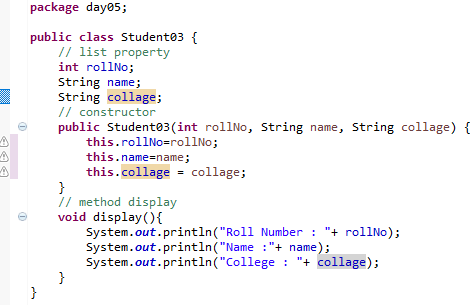 package day05;
public class Student03 {
// list property
int rollNo;
String name;
String collage;
// constructor
public Student03(int rollNo, String name, String collage) {
this.rollNo=rollNo;
this.name=name;
this.collage = collage;
}
// method display
void display(){
System.out.println("Roll Number : "+ rollNo);
System.out.println("Name :"+ name);
System.out.println("College : "+ collage);
}
}